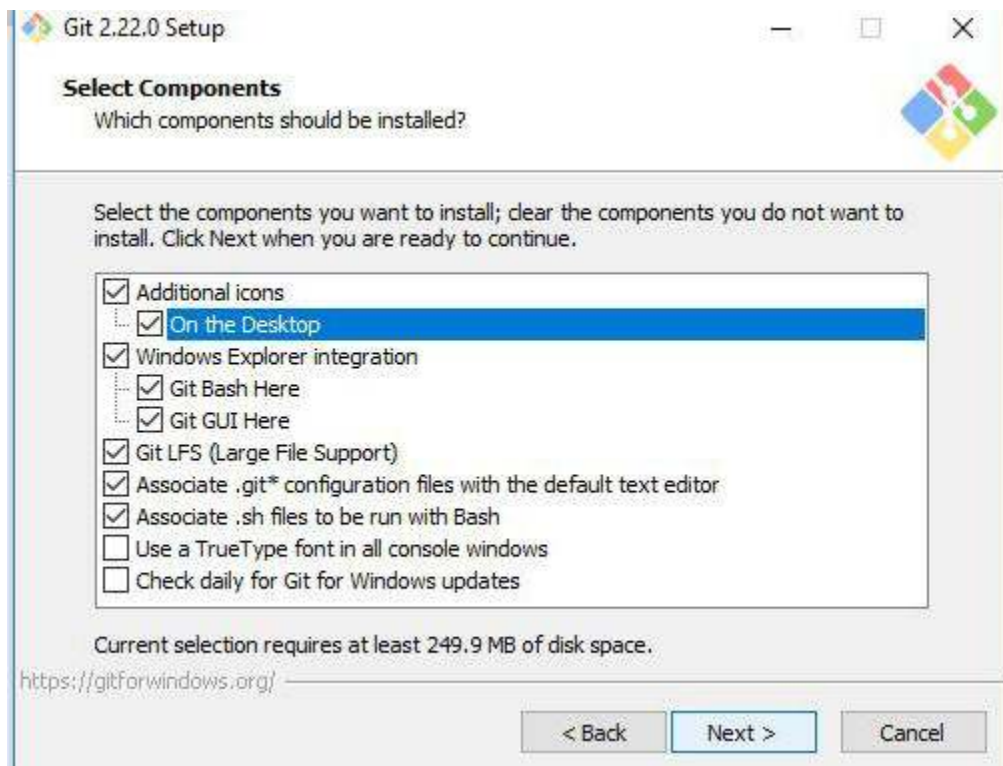 Git 2.22.0 Setup
Select Components
Which components should be installed?
Select the components you want to install; clear the components you do not want to
install. Click Next when you are ready to continue.
Additional icons
On the Desktop
Windows Explorer integration
Git Bash Here
Git GUI Here
Git LFS (Large File Support)
Associate .git* configuration files with the default text editor
Associate .sh files to be run with Bash
Use a TrueType font in all console windows
Check daily for Git for Windows updates
Current selection requires at least 249.9 MB of disk space.
https://gitforwindows.org/
< Back Next > Cancel